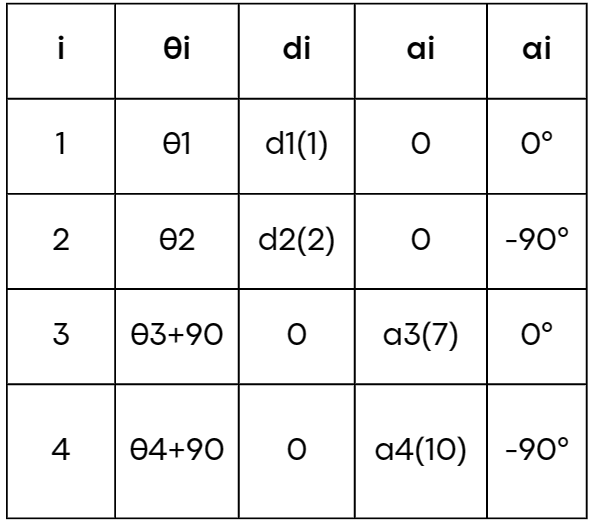 i θi di ai αi
1 θ1 d1(1) 0 0°
2 θ2 d2(2) 0 -90°
3 θ3+90 0 a3(7) 0°
4 θ4+90 0 a4(10) -90°